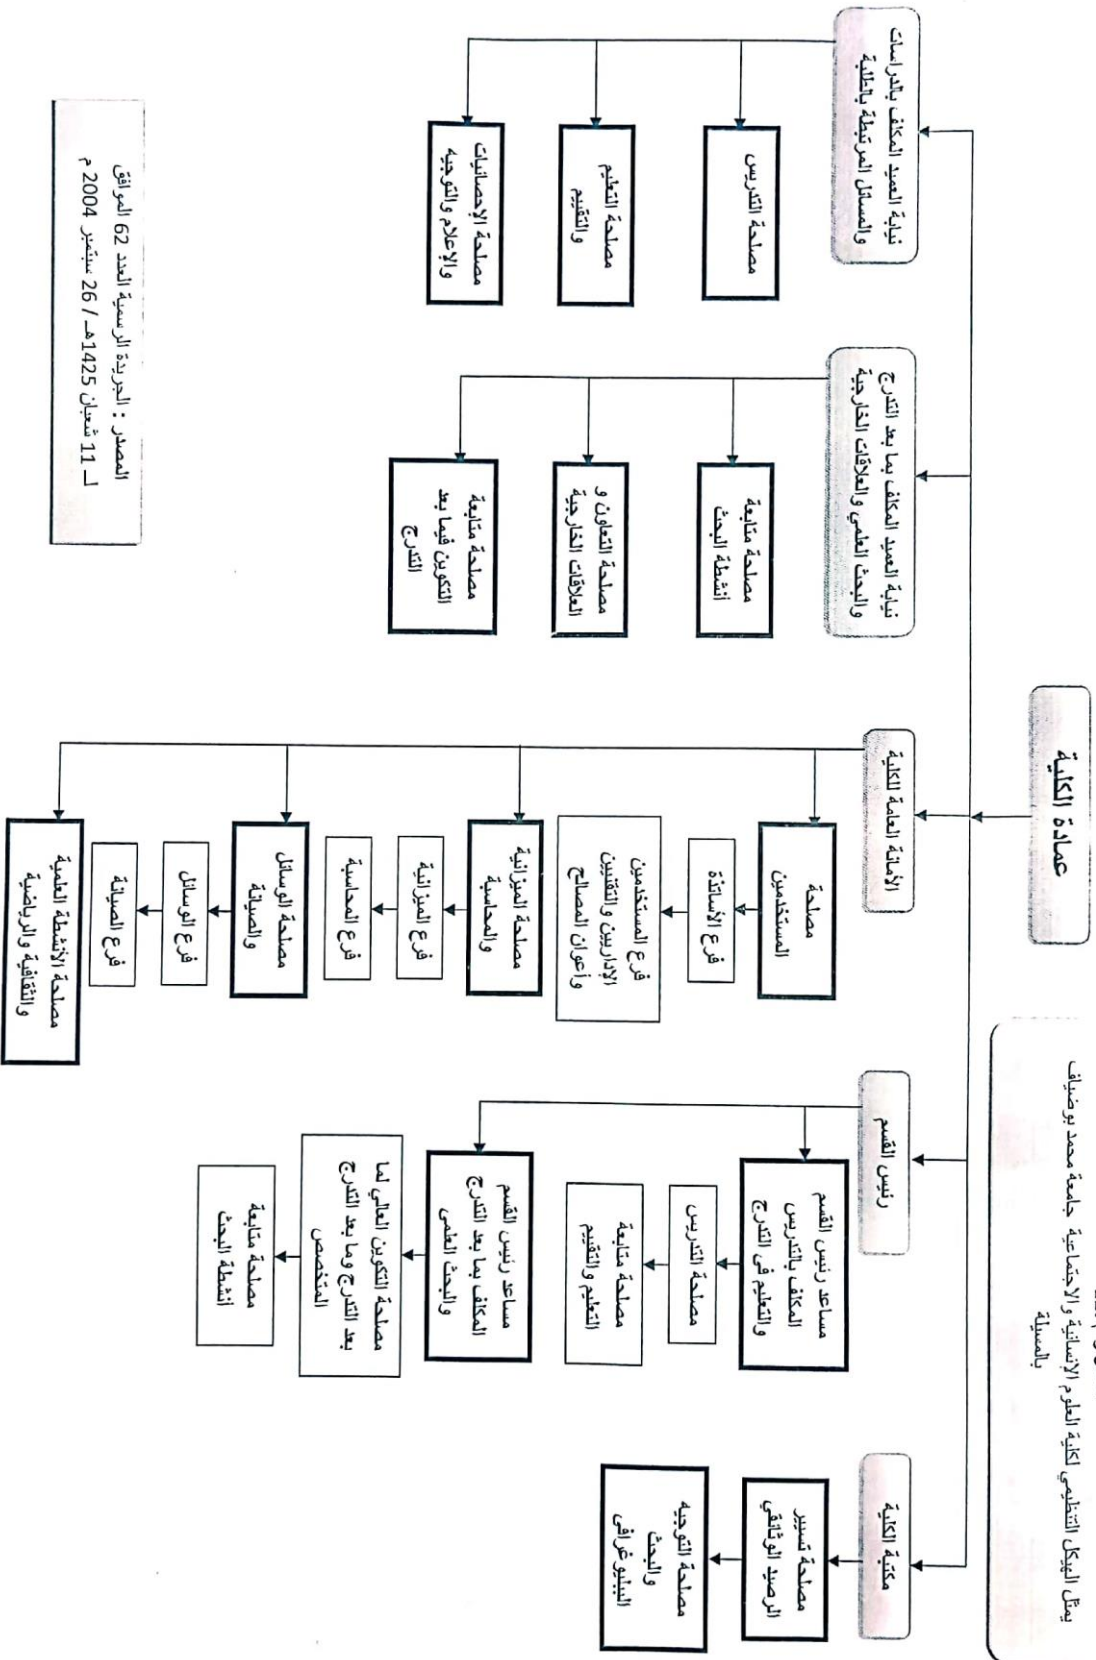 يمثل الهيكل التنظيمي لكلية العلوم الإنسانية والاجتماعية جامعة محمد بوضياف
بالمسيلة
عمادة الكلية
نيابة العميد المكلف بالدراسات
والمسائل المرتبطة بالطلبة
مصلحة التدريس
مصلحة التعليم
والتقييم
مصلحة الإحصائيات
والإعلام والتوجيه
نيابة العميد المكلف بما بعد التدرج
والبحث العلمي والعلاقات الخارجية
مصلحة متابعة
أنشطة البحث
مصلحة التعاون و
العلاقات الخارجية
مصلحة متابعة
التكوين فيما بعد
التدرج
الأمانة العامة للكلية
مصلحة
المستخدمين
فرع الأساتذة
فرع المستخدمين
الإداريين والتقنيين
وأعوان المصالح
مصلحة الميزانية
والمحاسبة
فرع الميزانية
فرع المحاسبة
مصلحة الوسائل
والصيانة
فرع الوسائل
فرع الصيانة
مصلحة الأنشطة العلمية
والثقافية والرياضية
رئيس القسم
مساعد رئيس القسم
المكلف بالتدريس
والتعليم في التدرج
مصلحة التدريس
مصلحة متابعة
التعليم والتقييم
مساعد رئيس القسم
المكلف بما بعد التدرج
والبحث العلمي
مصلحة التكوين العالي لما
بعد التدرج وما بعد التدرج
المتخصص
مصلحة متابعة
أنشطة البحث
مكتبة الكلية
مصلحة تسيير
الرصيد الوثائقي
مصلحة التوجيه
والبحث
الببليوغرافي
المصدر : الجريدة الرسمية العدد 62 الموافق
لـ 11 شعبان 1425هـ / 26 سبتمبر 2004 م